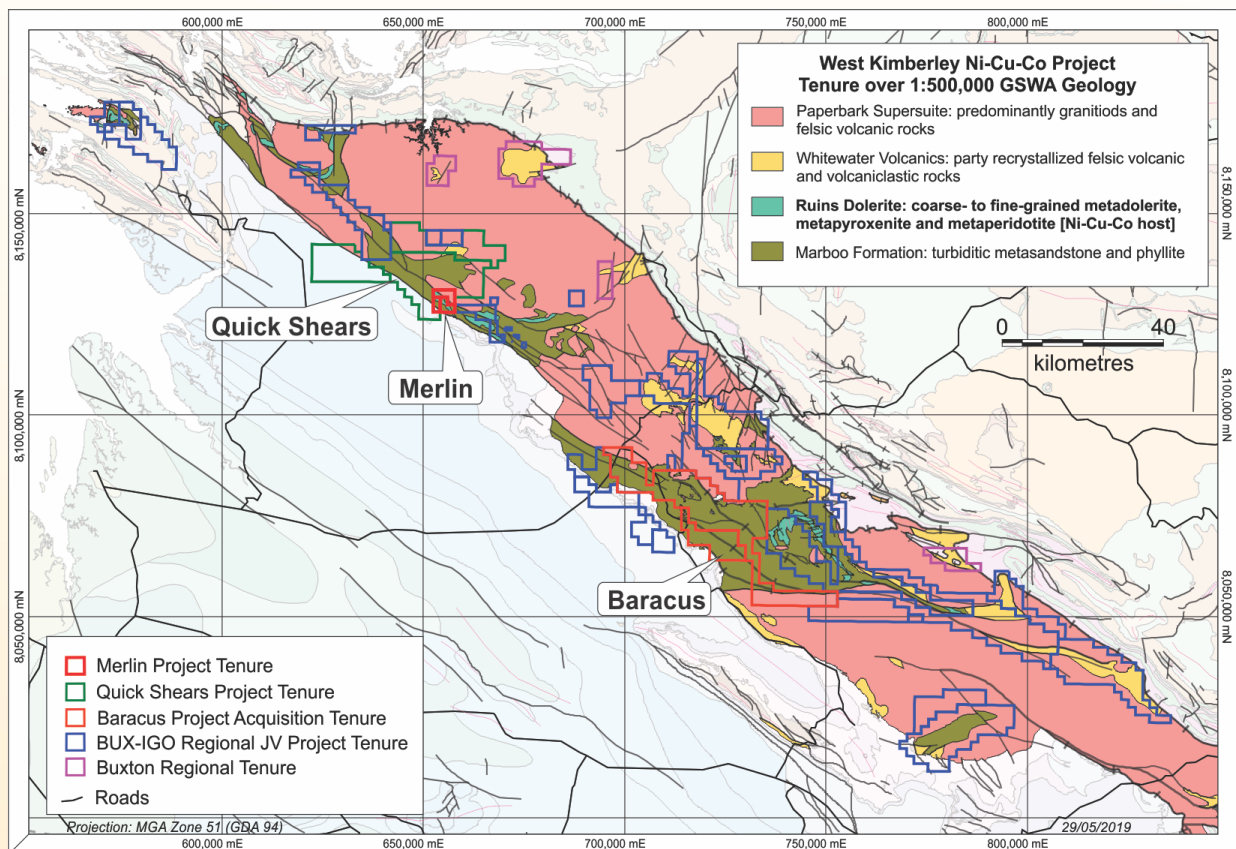 600,000 mE 650,000 mE 700,000 mE 750,000 mE 800,000 mE
West Kimberley Ni-Cu-Co Project
Tenure over 1:500,000 GSWA Geology
Paperbark Supersuite: predominantly granitiods and
felsic volcanic rocks
Whitewater Volcanics: party recrystallized felsic volcanic
and volcaniclastic rocks
Ruins Dolerite: coarse- to fine-grained metadolerite,
metapyroxenite and metaperidotite [Ni-Cu-Co host]
Marboo Formation: turbiditic metasandstone and phyllite
8,150,000 mN
8,150,000 mN
Quick Shears
0 40
kilometres
Merlin
8,100,000 mN
8,100,000 mN
Baracus
8,050,000 mN
8,050,000 mN
Merlin Project Tenure
Quick Shears Project Tenure
Baracus Project Acquisition Tenure
BUX-IGO Regional JV Project Tenure
Buxton Regional Tenure
Roads
Projection: MGA Zone 51 (GDA 94)
29/05/2019
600,000 mE 650,000 mE 700,000 mE 750,000 mE 800,000 mE